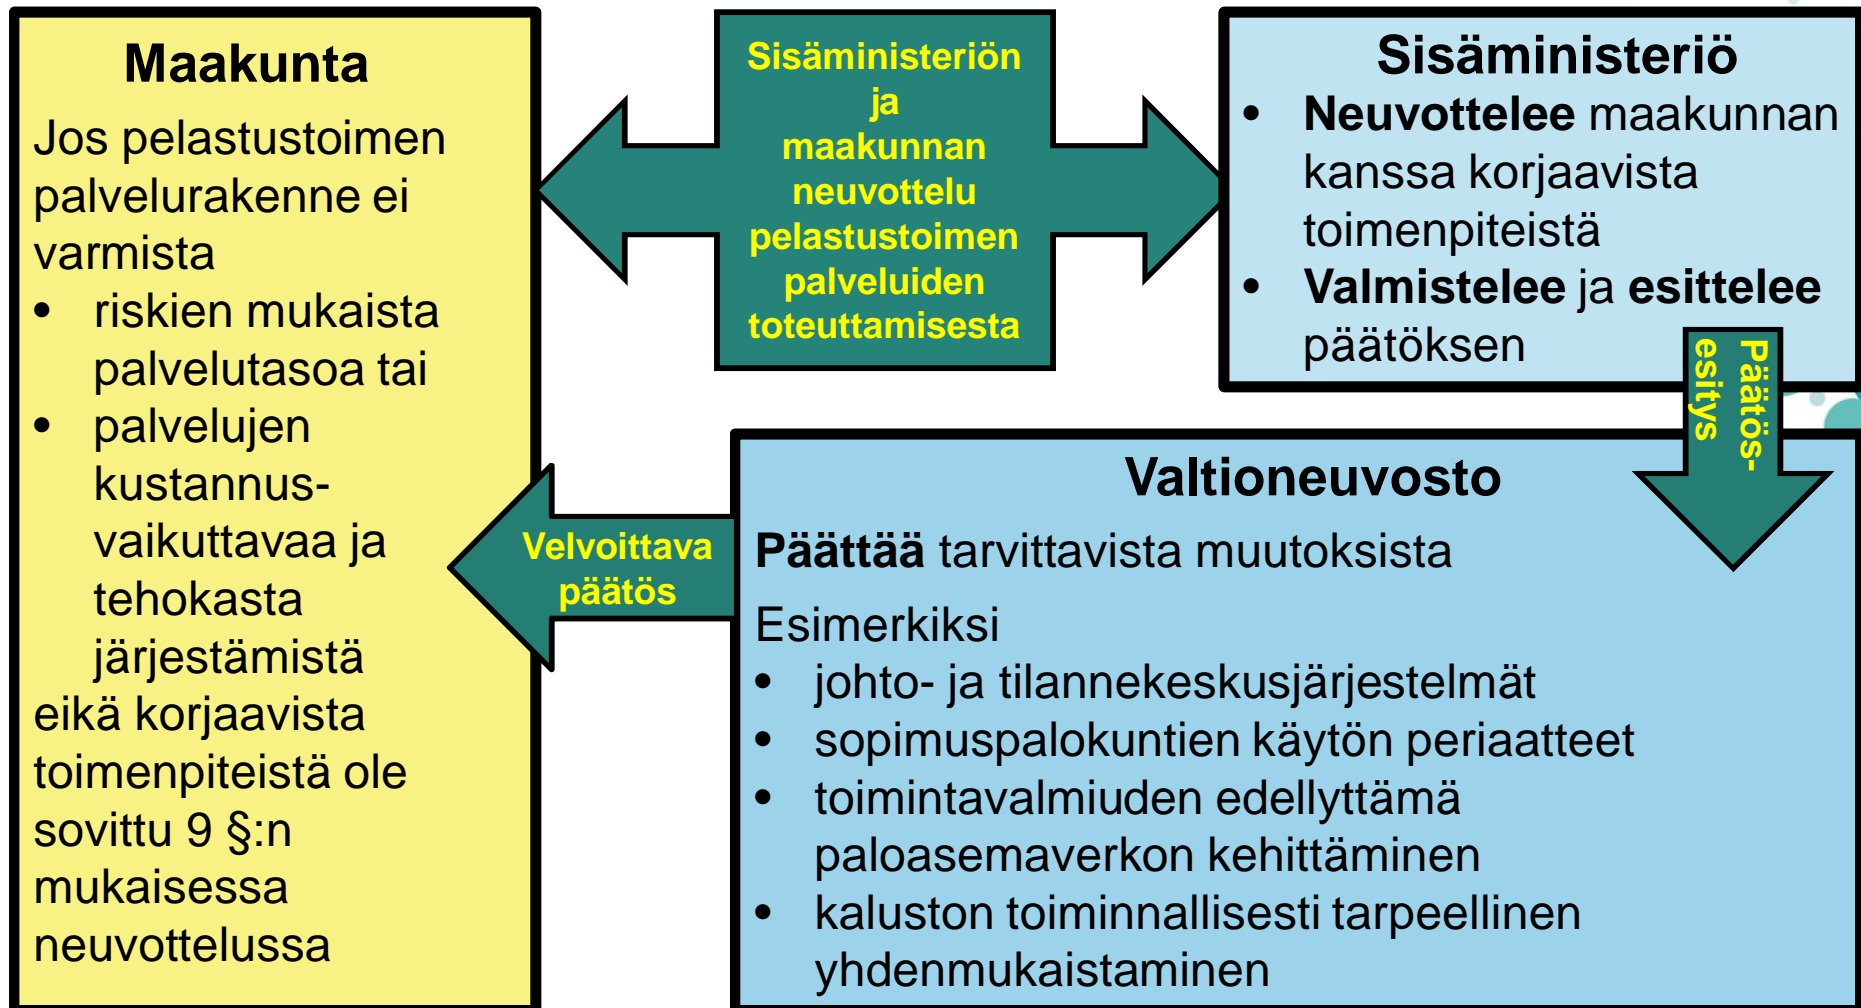 Maakunta
Jos pelastustoimen
palvelurakenne ei
varmista
• riskien mukaista
palvelutasoa tai
• palvelujen
kustannus-
vaikuttavaa ja
tehokasta
järjestämistä
eikä korjaavista
toimenpiteistä ole
sovittu 9 §:n
mukaisessa
neuvottelussa
Sisäministeriön
ja
maakunnan
neuvottelu
pelastustoimen
palveluiden
toteuttamisesta
Sisäministeriö
• Neuvottelee maakunnan
kanssa korjaavista
toimenpiteistä
• Valmistelee ja esittelee
päätöksen
Päätös-
esitys
Valtioneuvosto
Päättää tarvittavista muutoksista
Esimerkiksi
• johto- ja tilannekeskusjärjestelmät
• sopimuspalokuntien käytön periaatteet
• toimintavalmiuden edellyttämä
paloasemaverkon kehittäminen
• kaluston toiminnallisesti tarpeellinen
yhdenmukaistaminen
Velvoittava
päätös